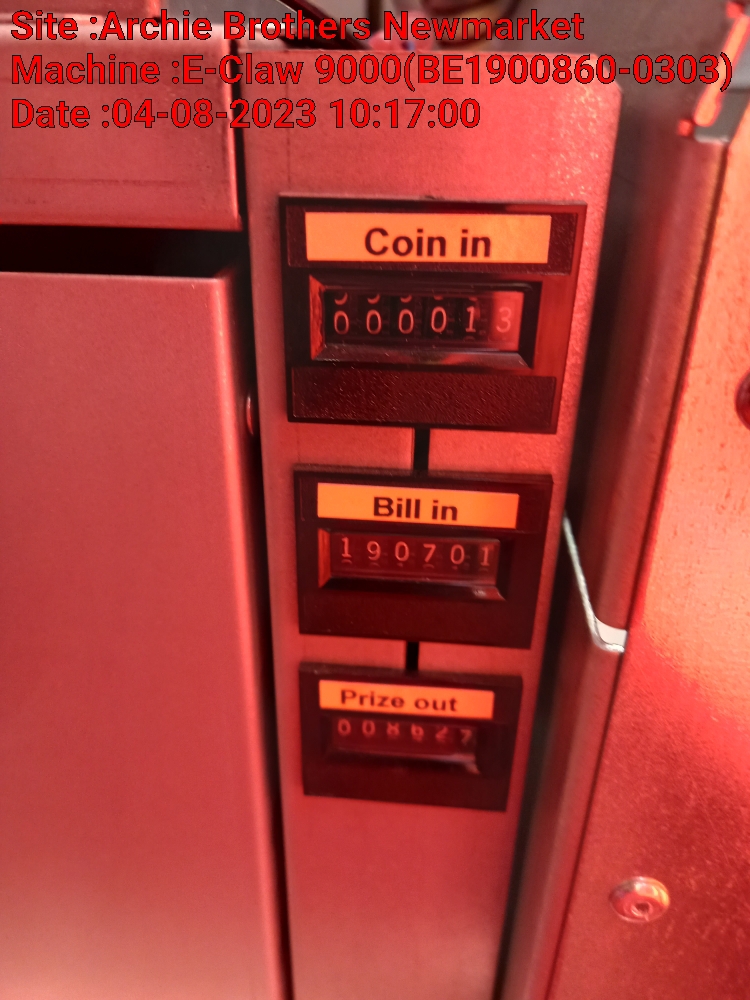 Site :Archie Brothers Newmarket
Machine :E-Claw 9000(BE1900860-0303)
Date :04-08-2023 10:17:00
Coin in
000013
Bill in
190701
Prize out